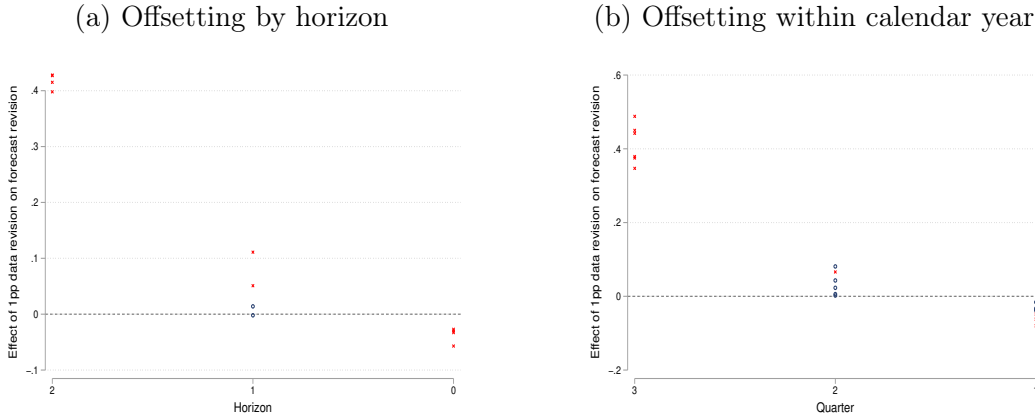 (a) Offsetting by horizon
Effect of 1pp data revision on forecast revision
.4
.3
.2
.1
0
-.1
2
1
0
Horizon
(b) Offsetting within calendar year
Effect of 1pp data revision on forecast revision
.6
.4
.2
0
-.2
3
2
Quarter